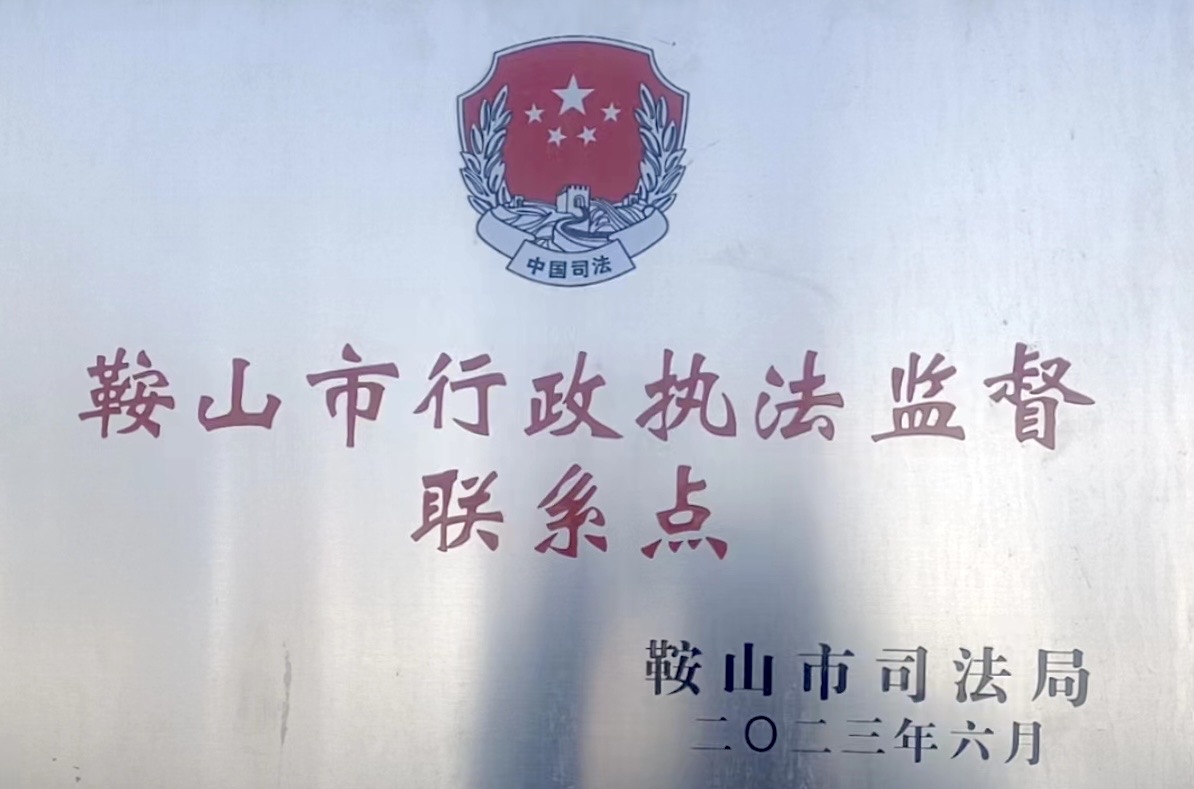 中国司法
鞍山市行政执法监督
联系点
鞍山市司法局
二〇二三年六月